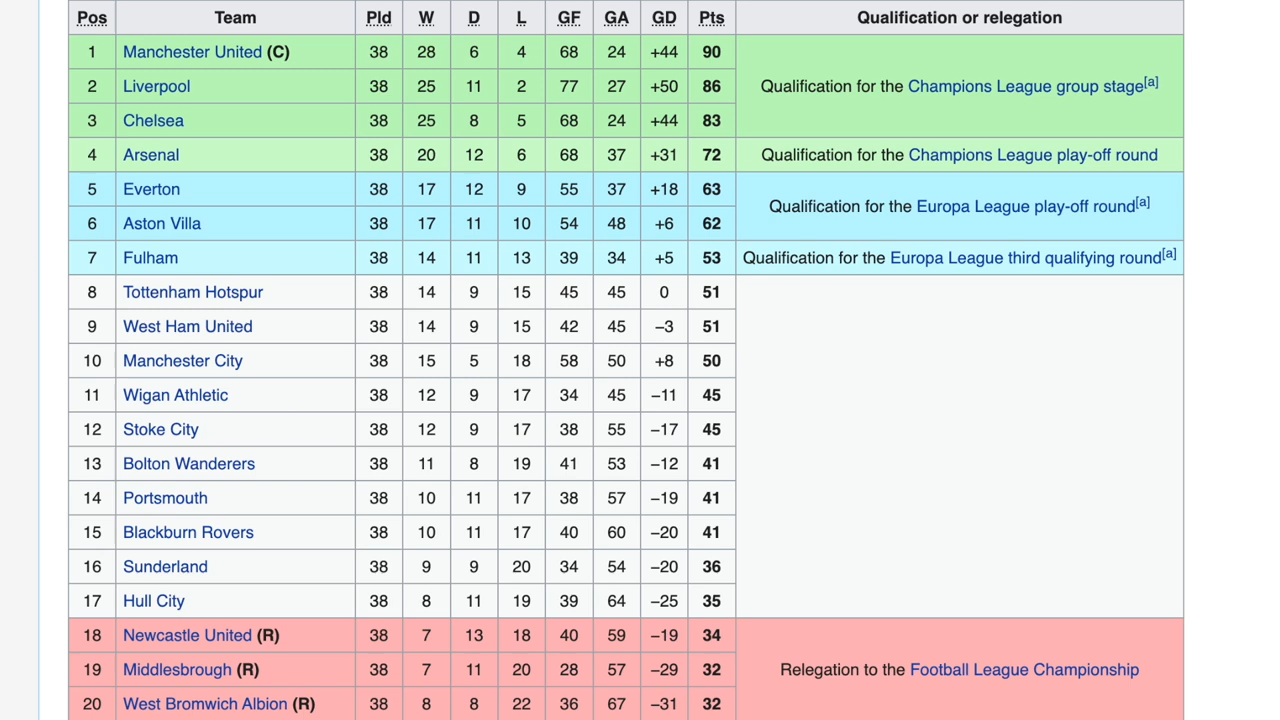 Pos Team Pld W D L GF GA GD Pts Qualification or relegation
1 Manchester United (C) 38 28 6 4 68 24 +44 90
2 Liverpool 38 25 11 2 77 27 +50 86 Qualification for the Champions League group stage[a]
3 Chelsea 38 25 8 5 68 24 +44 83
4 Arsenal 38 20 12 6 68 37 +31 72 Qualification for the Champions League play-off round
5 Everton 38 17 12 9 55 37 +18 63
Qualification for the Europa League play-off round[a]
6 Aston Villa 38 17 11 10 54 48 +6 62
7 Fulham 38 14 11 13 39 34 +5 53 Qualification for the Europa League third qualifying round[a]
8 Tottenham Hotspur 38 14 9 15 45 45 0 51
9 West Ham United 38 14 9 15 42 45 −3 51
10 Manchester City 38 15 5 18 58 50 +8 50
11 Wigan Athletic 38 12 9 17 34 45 −11 45
12 Stoke City 38 12 9 17 38 55 −17 45
13 Bolton Wanderers 38 11 8 19 41 53 −12 41
14 Portsmouth 38 10 11 17 38 57 −19 41
15 Blackburn Rovers 38 10 11 17 40 60 −20 41
16 Sunderland 38 9 9 20 34 54 −20 36
17 Hull City 38 8 11 19 39 64 −25 35
18 Newcastle United (R) 38 7 13 18 40 59 −19 34
19 Middlesbrough (R) 38 7 11 20 28 57 −29 32 Relegation to the Football League Championship
20 West Bromwich Albion (R) 38 8 8 22 36 67 −31 32